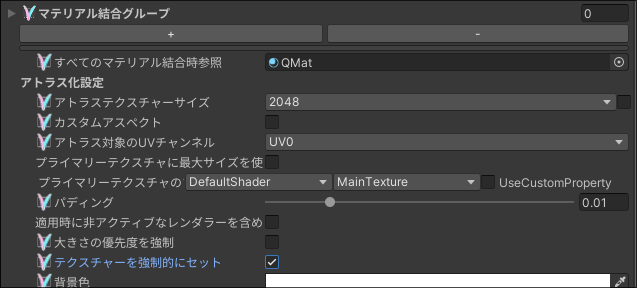 マテリアル結合グループ 0
+ -
すべてのマテリアル結合時参照 QMat
アトラス化設定
アトラステクスチャーサイズ 2048
カスタムアスペクト
アトラス対象のUVチャンネル UV0
プライマリーテクスチャに最大サイズを使
プライマリーテクスチャの DefaultShader MainTexture UseCustomProperty
パディング 0.01
適用時に非アクティブなレンダラーを含め
大きさの優先度を強制
テクスチャーを強制的にセット
背景色